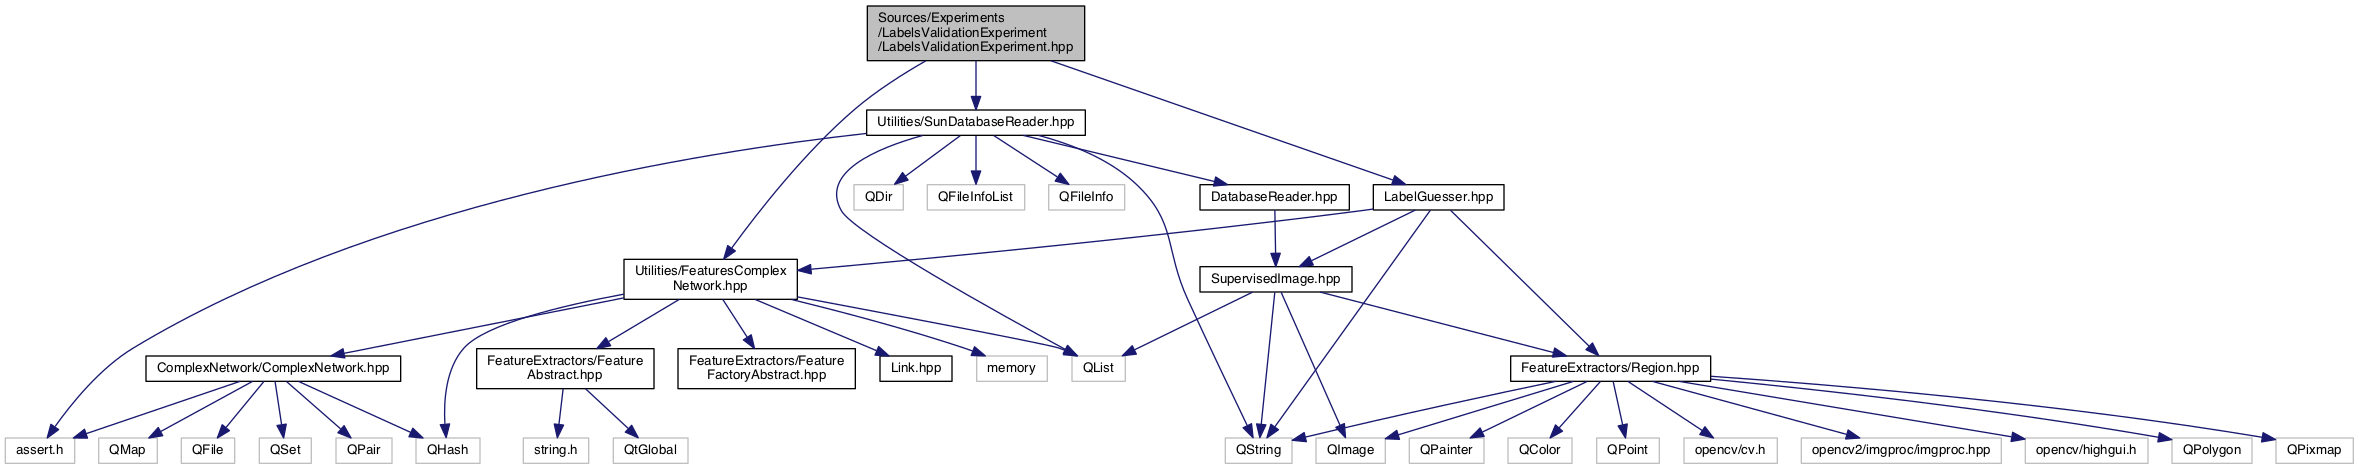 Sources/Experiments
/LabelsValidationExperiment
/LabelsValidationExperiment.hpp
Utilities/SunDatabaseReader.hpp
QDir
QFileInfoList
QFileInfo
DatabaseReader.hpp
LabelGuesser.hpp
Utilities/FeaturesComplex
Network.hpp
SupervisedImage.hpp
ComplexNetwork/ComplexNetwork.hpp
FeatureExtractors/Feature
Abstract.hpp
FeatureExtractors/Feature
FactoryAbstract.hpp
Link.hpp
memory
QList
FeatureExtractors/Region.hpp
assert.h
QMap
QFile
QSet
QPair
QHash
string.h
QtGlobal
QString
QImage
QPainter
QColor
QPoint
opencv/cv.h
opencv2/imgproc/imgproc.hpp
opencv/highgui.h
QPolygon
QPixmap